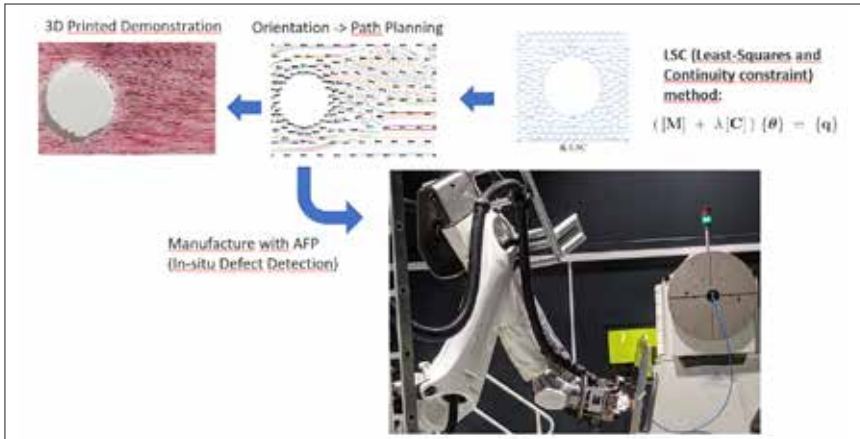 3D Printed Demonstration
Orientation -> Path Planning
LSC (Least-Squares and
Continuity constraint)
method:
( [M] + λ [C] ) {θ} = {q}
LSC
Manufacture with AFP
(In-situ Defect Detection)